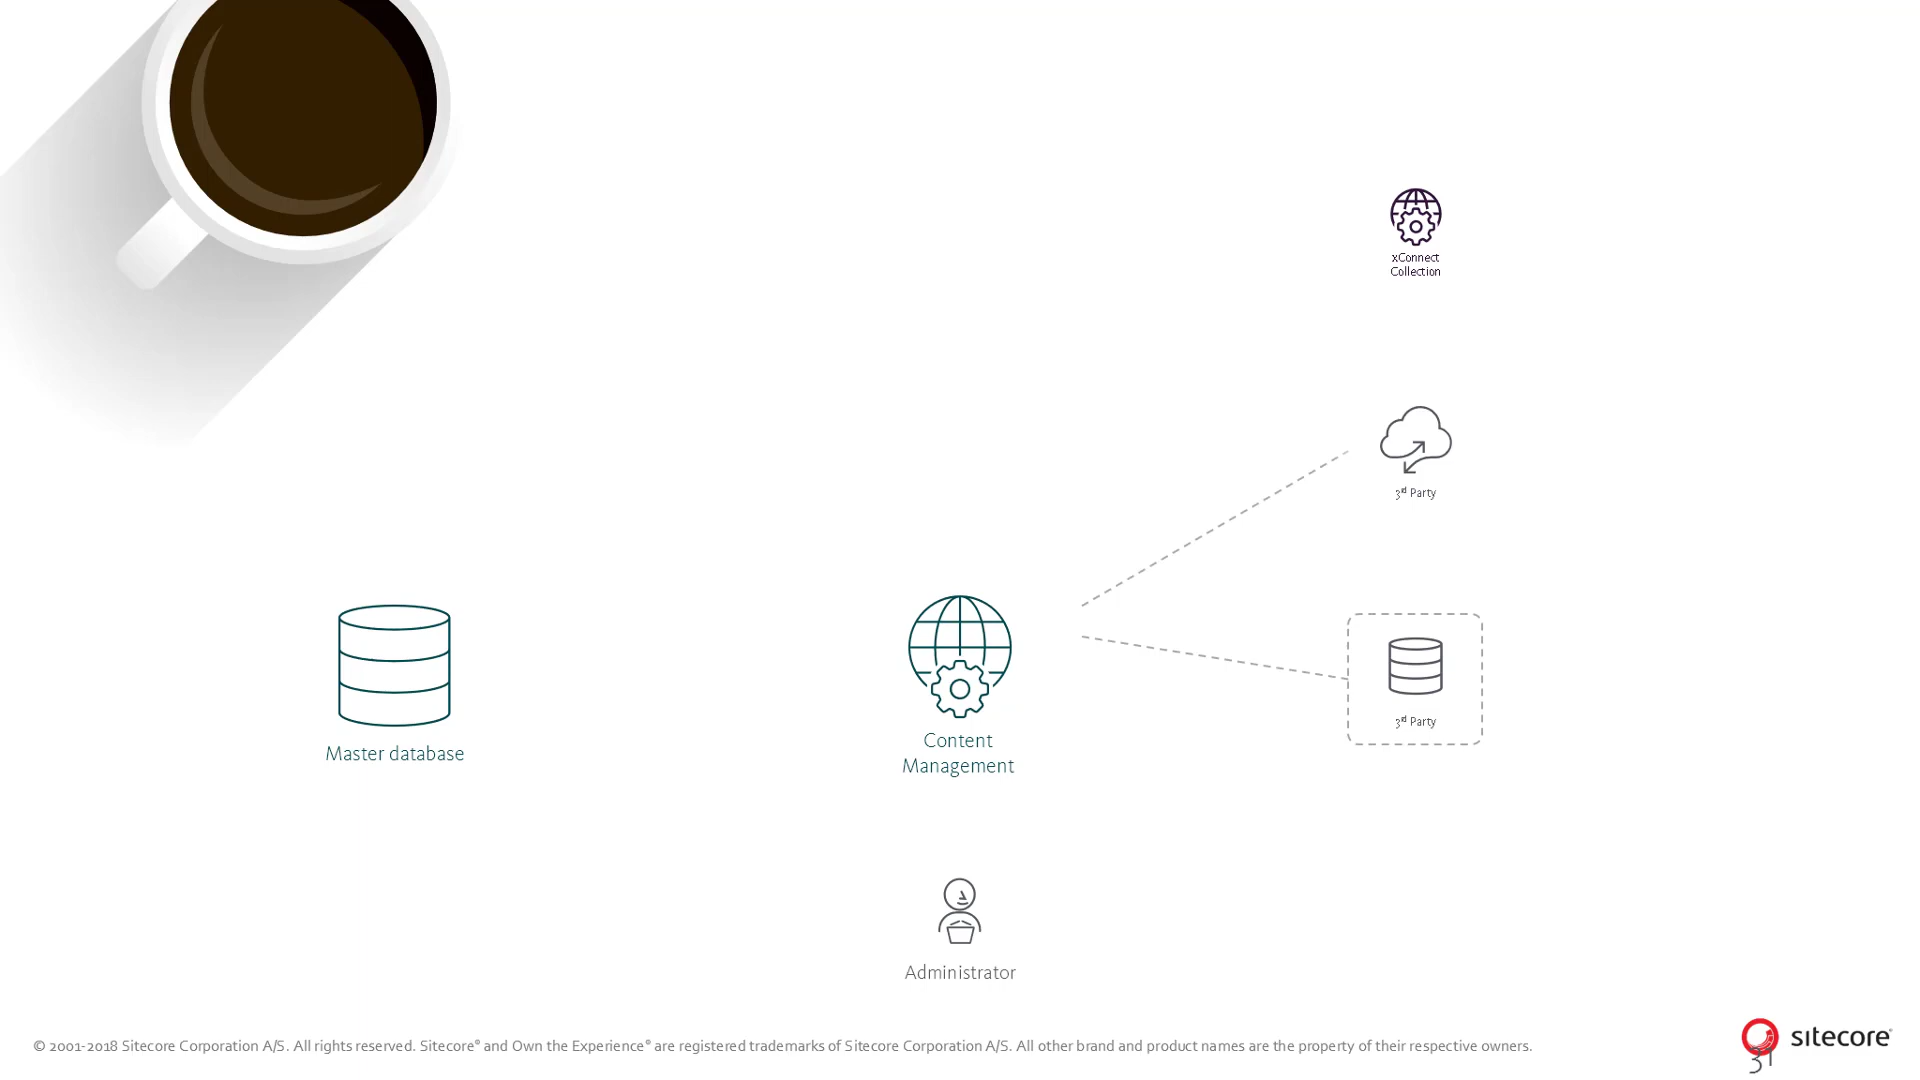 xConnect
Collection
3rd Party
3rd Party
Master database
Content
Management
Administrator
© 2001-2018 Sitecore Corporation A/S. All rights reserved. Sitecore® and Own the Experience® are registered trademarks of Sitecore Corporation A/S. All other brand and product names are the property of their respective owners.
sitecore®
31